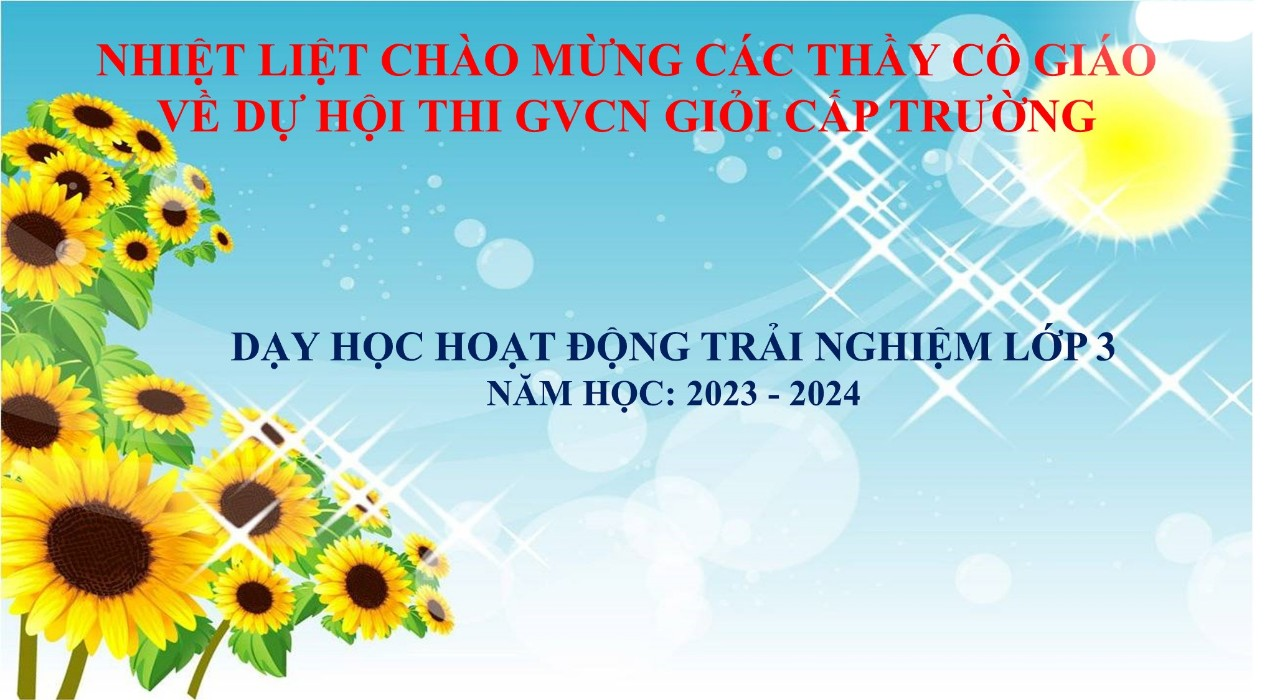 NHIỆT LIỆT CHÀO MỪNG CÁC THẦY CÔ GIÁO
VỀ DỰ HỘI THI GVCN GIỎI CẤP TRƯỜNG
DẠY HỌC HOẠT ĐỘNG TRẢI NGHIỆM LỚP 3
NĂM HỌC: 2023 - 2024